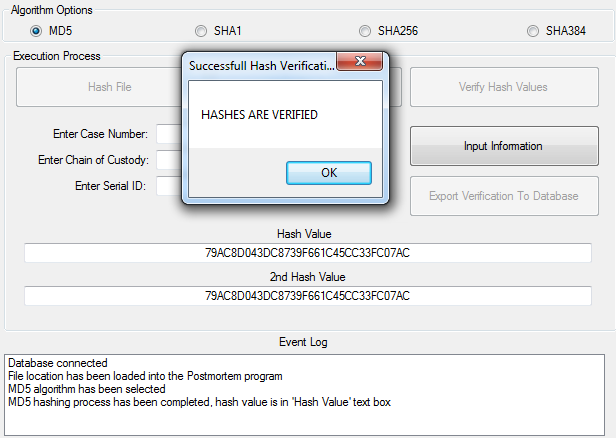 Algorithm Options
MD5 SHA1 SHA256 SHA384
Execution Process
Successfull Hash Verificati...
Hash File Verify Hash Values
HASHES ARE VERIFIED
OK
Enter Case Number:
Input Information
Enter Chain of Custody:
Enter Serial ID:
Export Verification To Database
Hash Value
79AC8D043DC8739F661C45CC33FC07AC
2nd Hash Value
79AC8D043DC8739F661C45CC33FC07AC
Event Log
Database connected
File location has been loaded into the Postmortem program
MD5 algorithm has been selected
MD5 hashing process has been completed, hash value is in 'Hash Value' text box